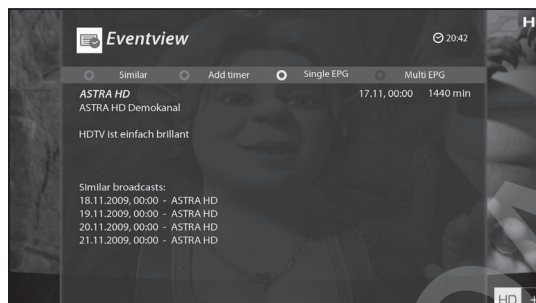 Eventview
20:42
H
Similar Add timer Single EPG Multi EPG
ASTRA HD 17.11, 00:00 1440 min
ASTRA HD Demokanal
HDTV ist einfach brillant
Similar broadcasts:
18.11.2009, 00:00 - ASTRA HD
19.11.2009, 00:00 - ASTRA HD
20.11.2009, 00:00 - ASTRA HD
21.11.2009, 00:00 - ASTRA HD
HD +